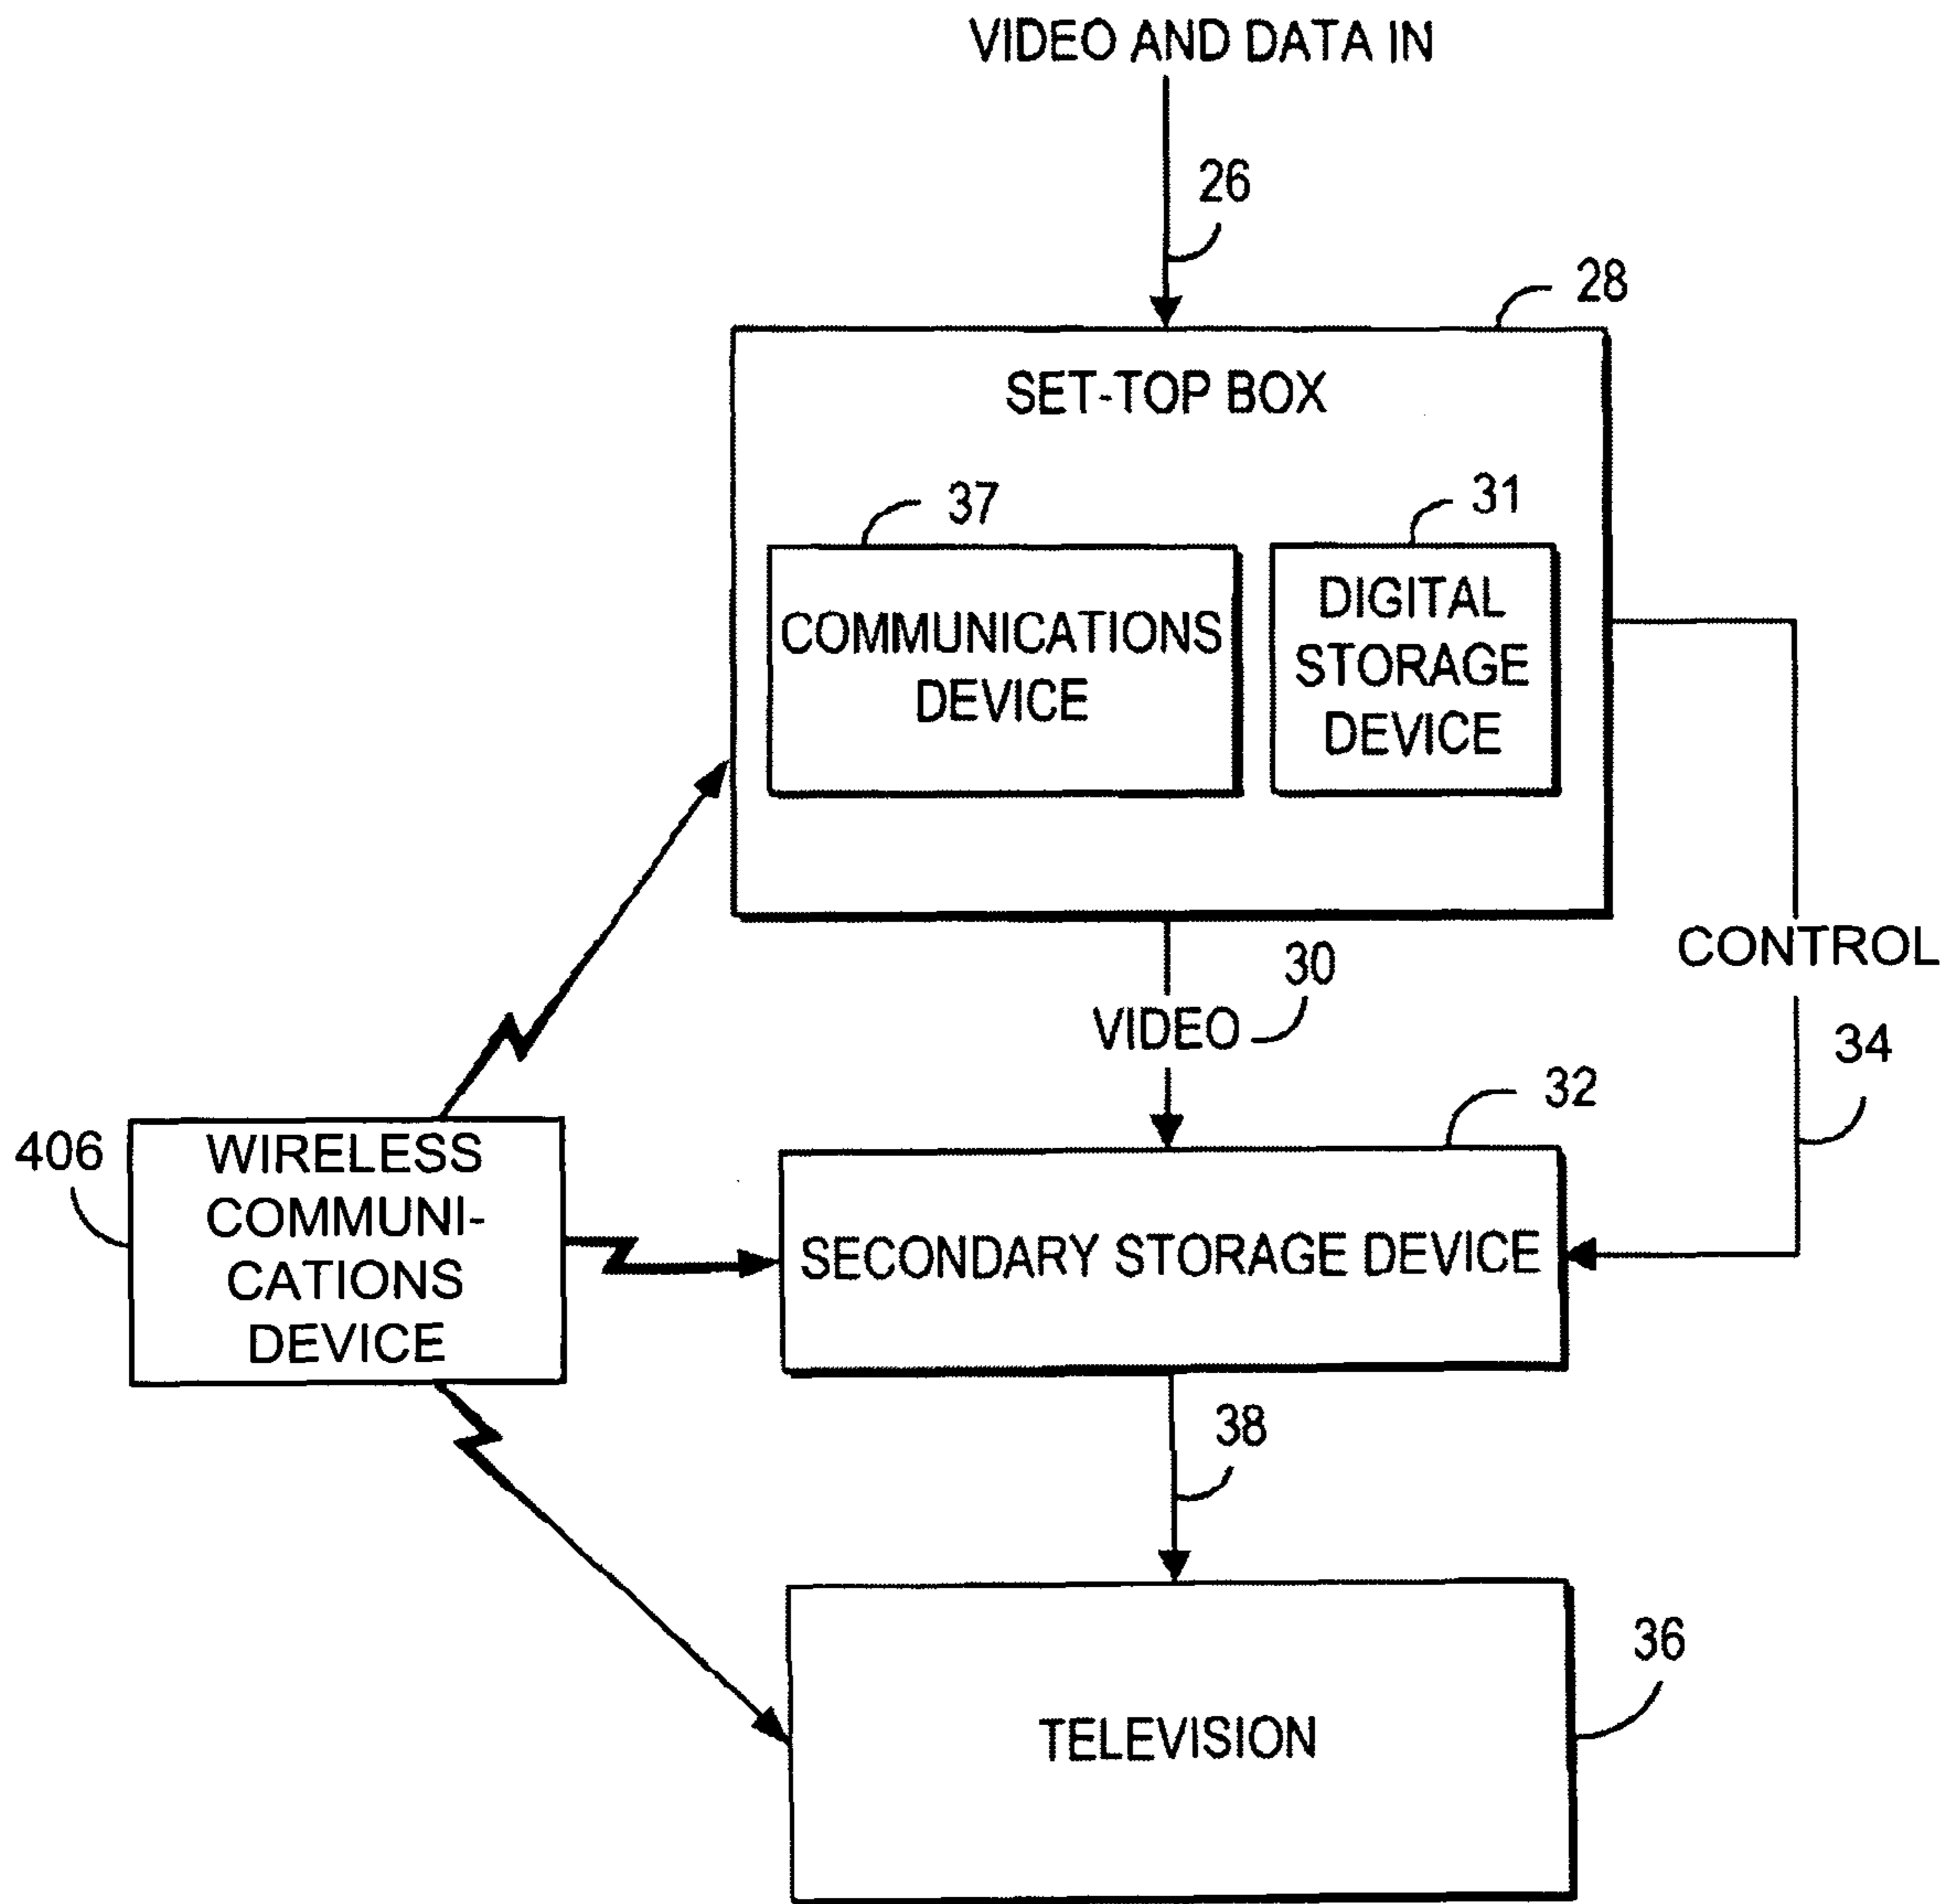 VIDEO AND DATA IN
26
28
SET-TOP BOX
37
31
COMMUNICATIONS
DEVICE
DIGITAL
STORAGE
DEVICE
CONTROL
30
VIDEO
34
32
406
WIRELESS
COMMUNI-
CATIONS
DEVICE
SECONDARY STORAGE DEVICE
38
36
TELEVISION